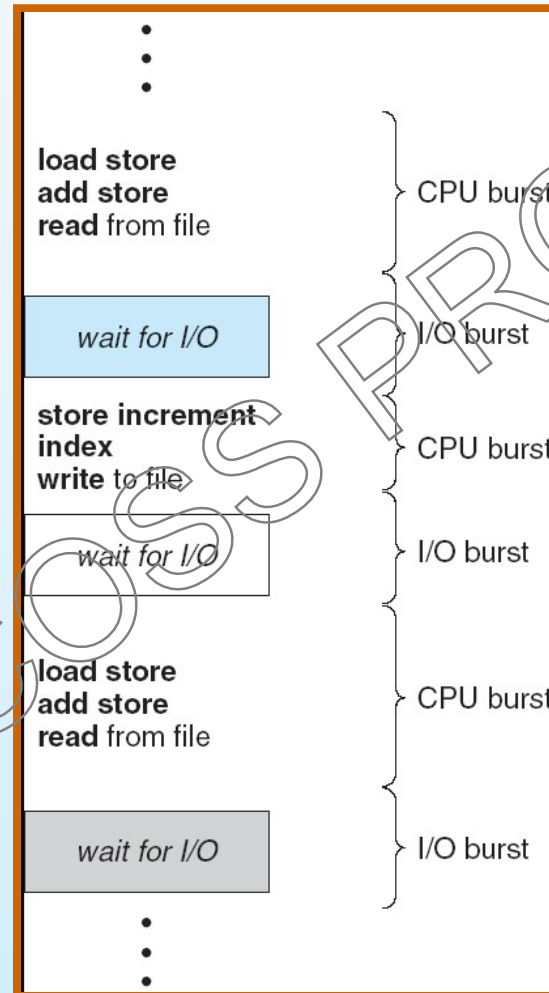 load store
add store
read from file
CPU burst
wait for I/O
I/O burst
store increment
index
write to file
CPU burst
wait for I/O
I/O burst
load store
add store
read from file
CPU burst
wait for I/O
I/O burst